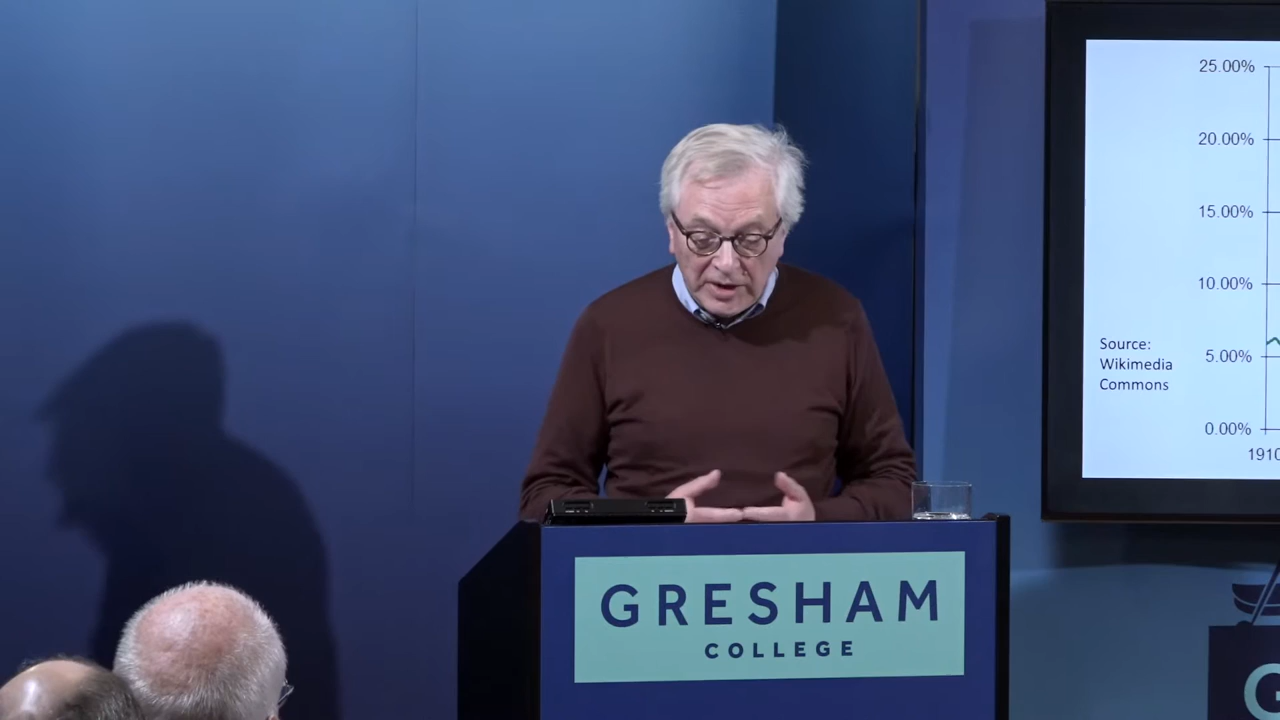 GRESHAM
COLLEGE
25.00%
20.00%
15.00%
10.00%
5.00%
0.00%
1910
Source:
Wikimedia
Commons
G